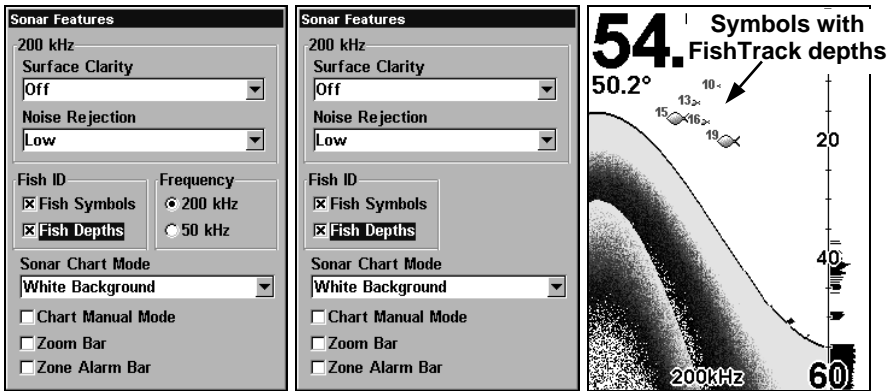 Sonar Features
200 kHz
Surface Clarity
Off
Noise Rejection
Low
Fish ID
Fish Symbols
Fish Depths
Frequency
200 kHz
50 kHz
Sonar Chart Mode
White Background
Chart Manual Mode
Zoom Bar
Zone Alarm Bar
Sonar Features
200 kHz
Surface Clarity
Off
Noise Rejection
Low
Fish ID
Fish Symbols
Fish Depths
Sonar Chart Mode
White Background
Chart Manual Mode
Zoom Bar
Zone Alarm Bar
54.
Symbols with
FishTrack depths
50.2°
10
13
15
16
19
20
40
60
200kHz